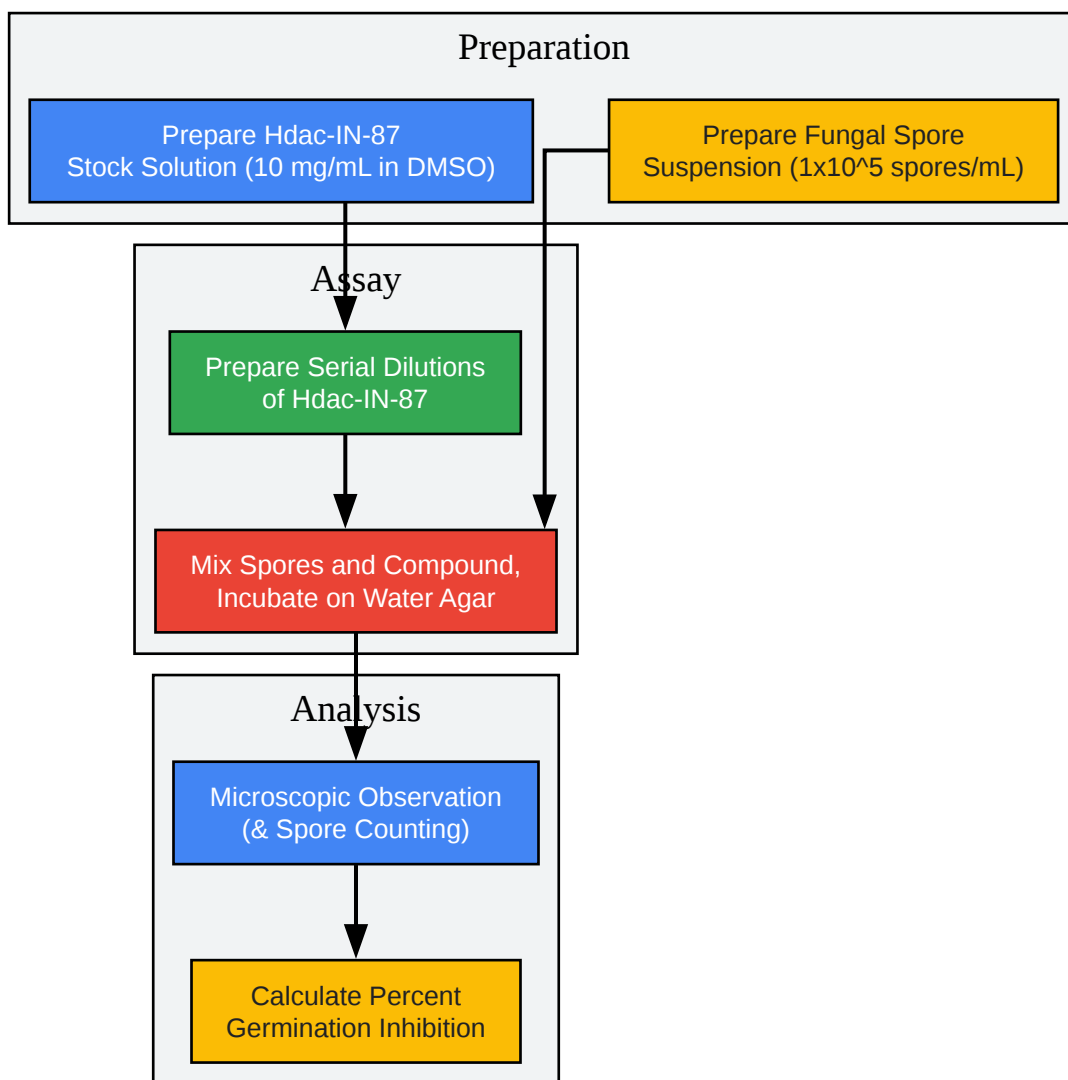 Preparation
Prepare Hdac-IN-87
Stock Solution (10 mg/mL in DMSO)
Prepare Fungal Spore
Suspension (1x10^5 spores/mL)
Assay
Prepare Serial Dilutions
of Hdac-IN-87
Mix Spores and Compound,
Incubate on Water Agar
Analysis
Microscopic Observation
(& Spore Counting)
Calculate Percent
Germination Inhibition